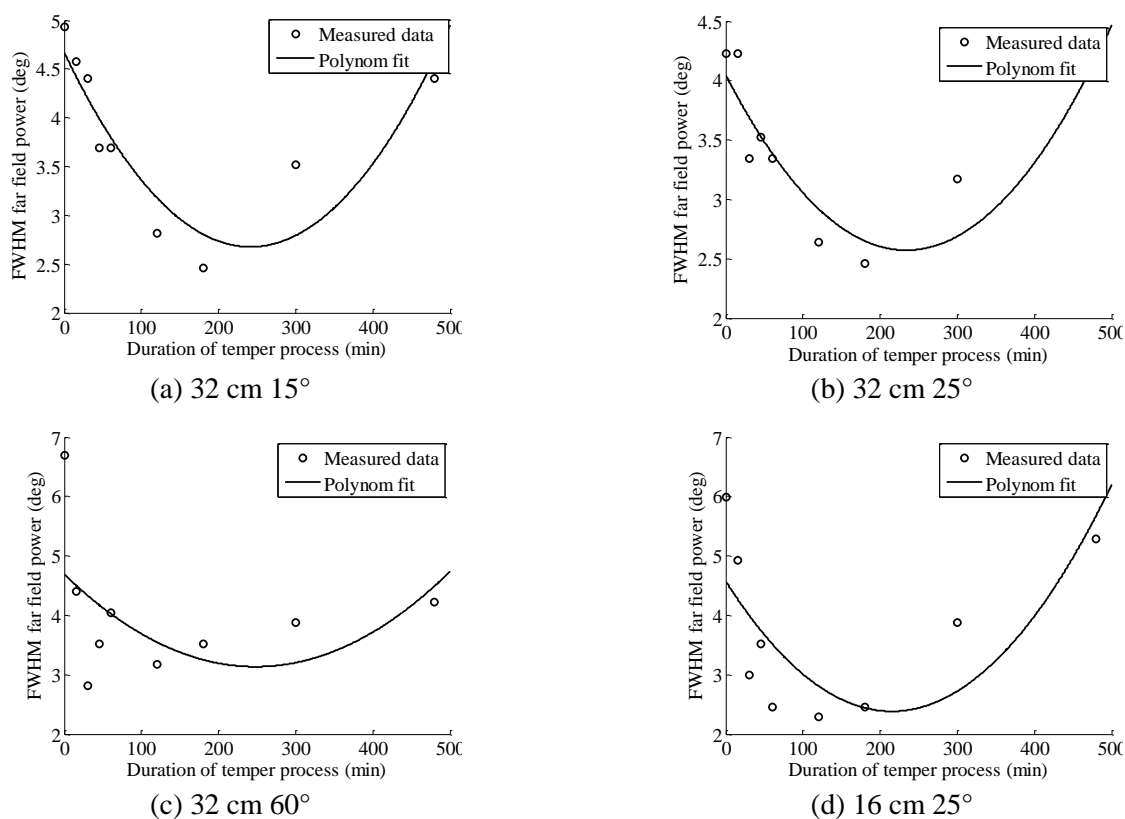 5
4.5
4
3.5
3
2.5
2
FWHM far field power (deg)
Measured data
Polynom fit
0 100 200 300 400 500
Duration of temper process (min)
(a) 32 cm 15°
4.5
4
3.5
3
2.5
2
FWHM far field power (deg)
Measured data
Polynom fit
0 100 200 300 400 500
Duration of temper process (min)
(b) 32 cm 25°
7
6
5
4
3
2
FWHM far field power (deg)
Measured data
Polynom fit
0 100 200 300 400 500
Duration of temper process (min)
(c) 32 cm 60°
7
6
5
4
3
2
FWHM far field power (deg)
Measured data
Polynom fit
0 100 200 300 400 500
Duration of temper process (min)
(d) 16 cm 25°